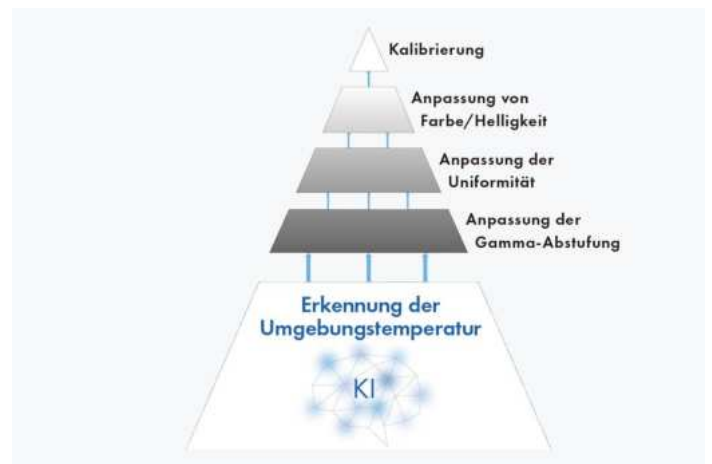 Kalibrierung
Anpassung von
Farbe/Helligkeit
Anpassung der
Uniformität
Anpassung der
Gamma-Abstufung
Erkennung der
Umgebungstemperatur
KI